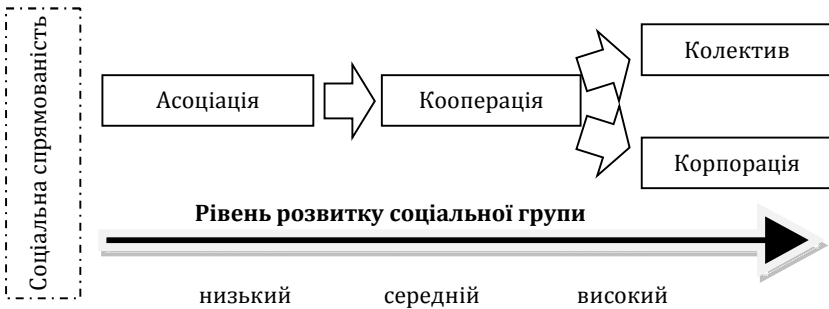 Соціальна спрямованість
Колектив
Асоціація
Кооперація
Корпорація
Рівень розвитку соціальної групи
низький
середній
високий